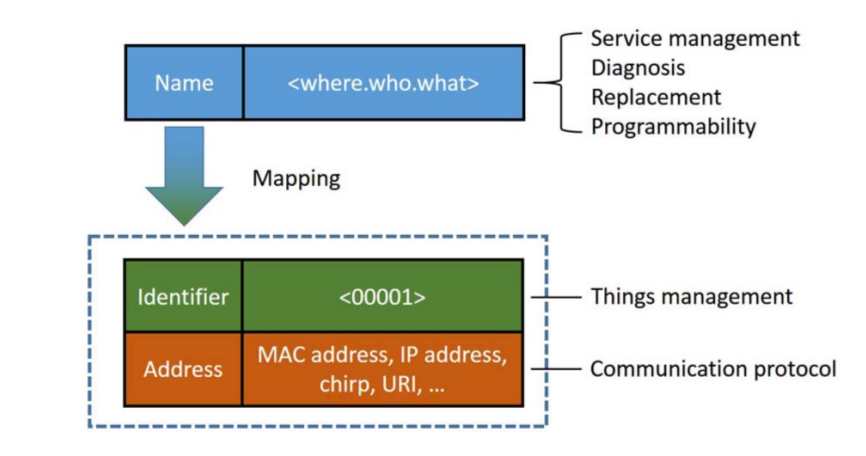 Service management
Diagnosis
Replacement
Programmability
Name
<where.who.what>
Mapping
Identifier
<00001>
Things management
Address
MAC address, IP address,
chirp, URI, ...
Communication protocol